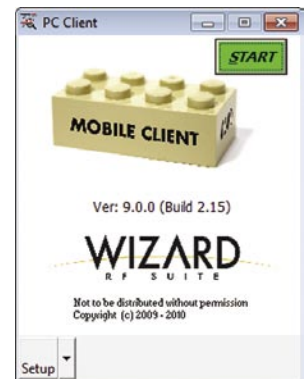 PC Client
START
MOBILE CLIENT
Ver: 9.0.0 (Build 2.15)
WIZARD
RF SUITE
Not to be distributed without permission
Copyright (c) 2009 - 2010
Setup